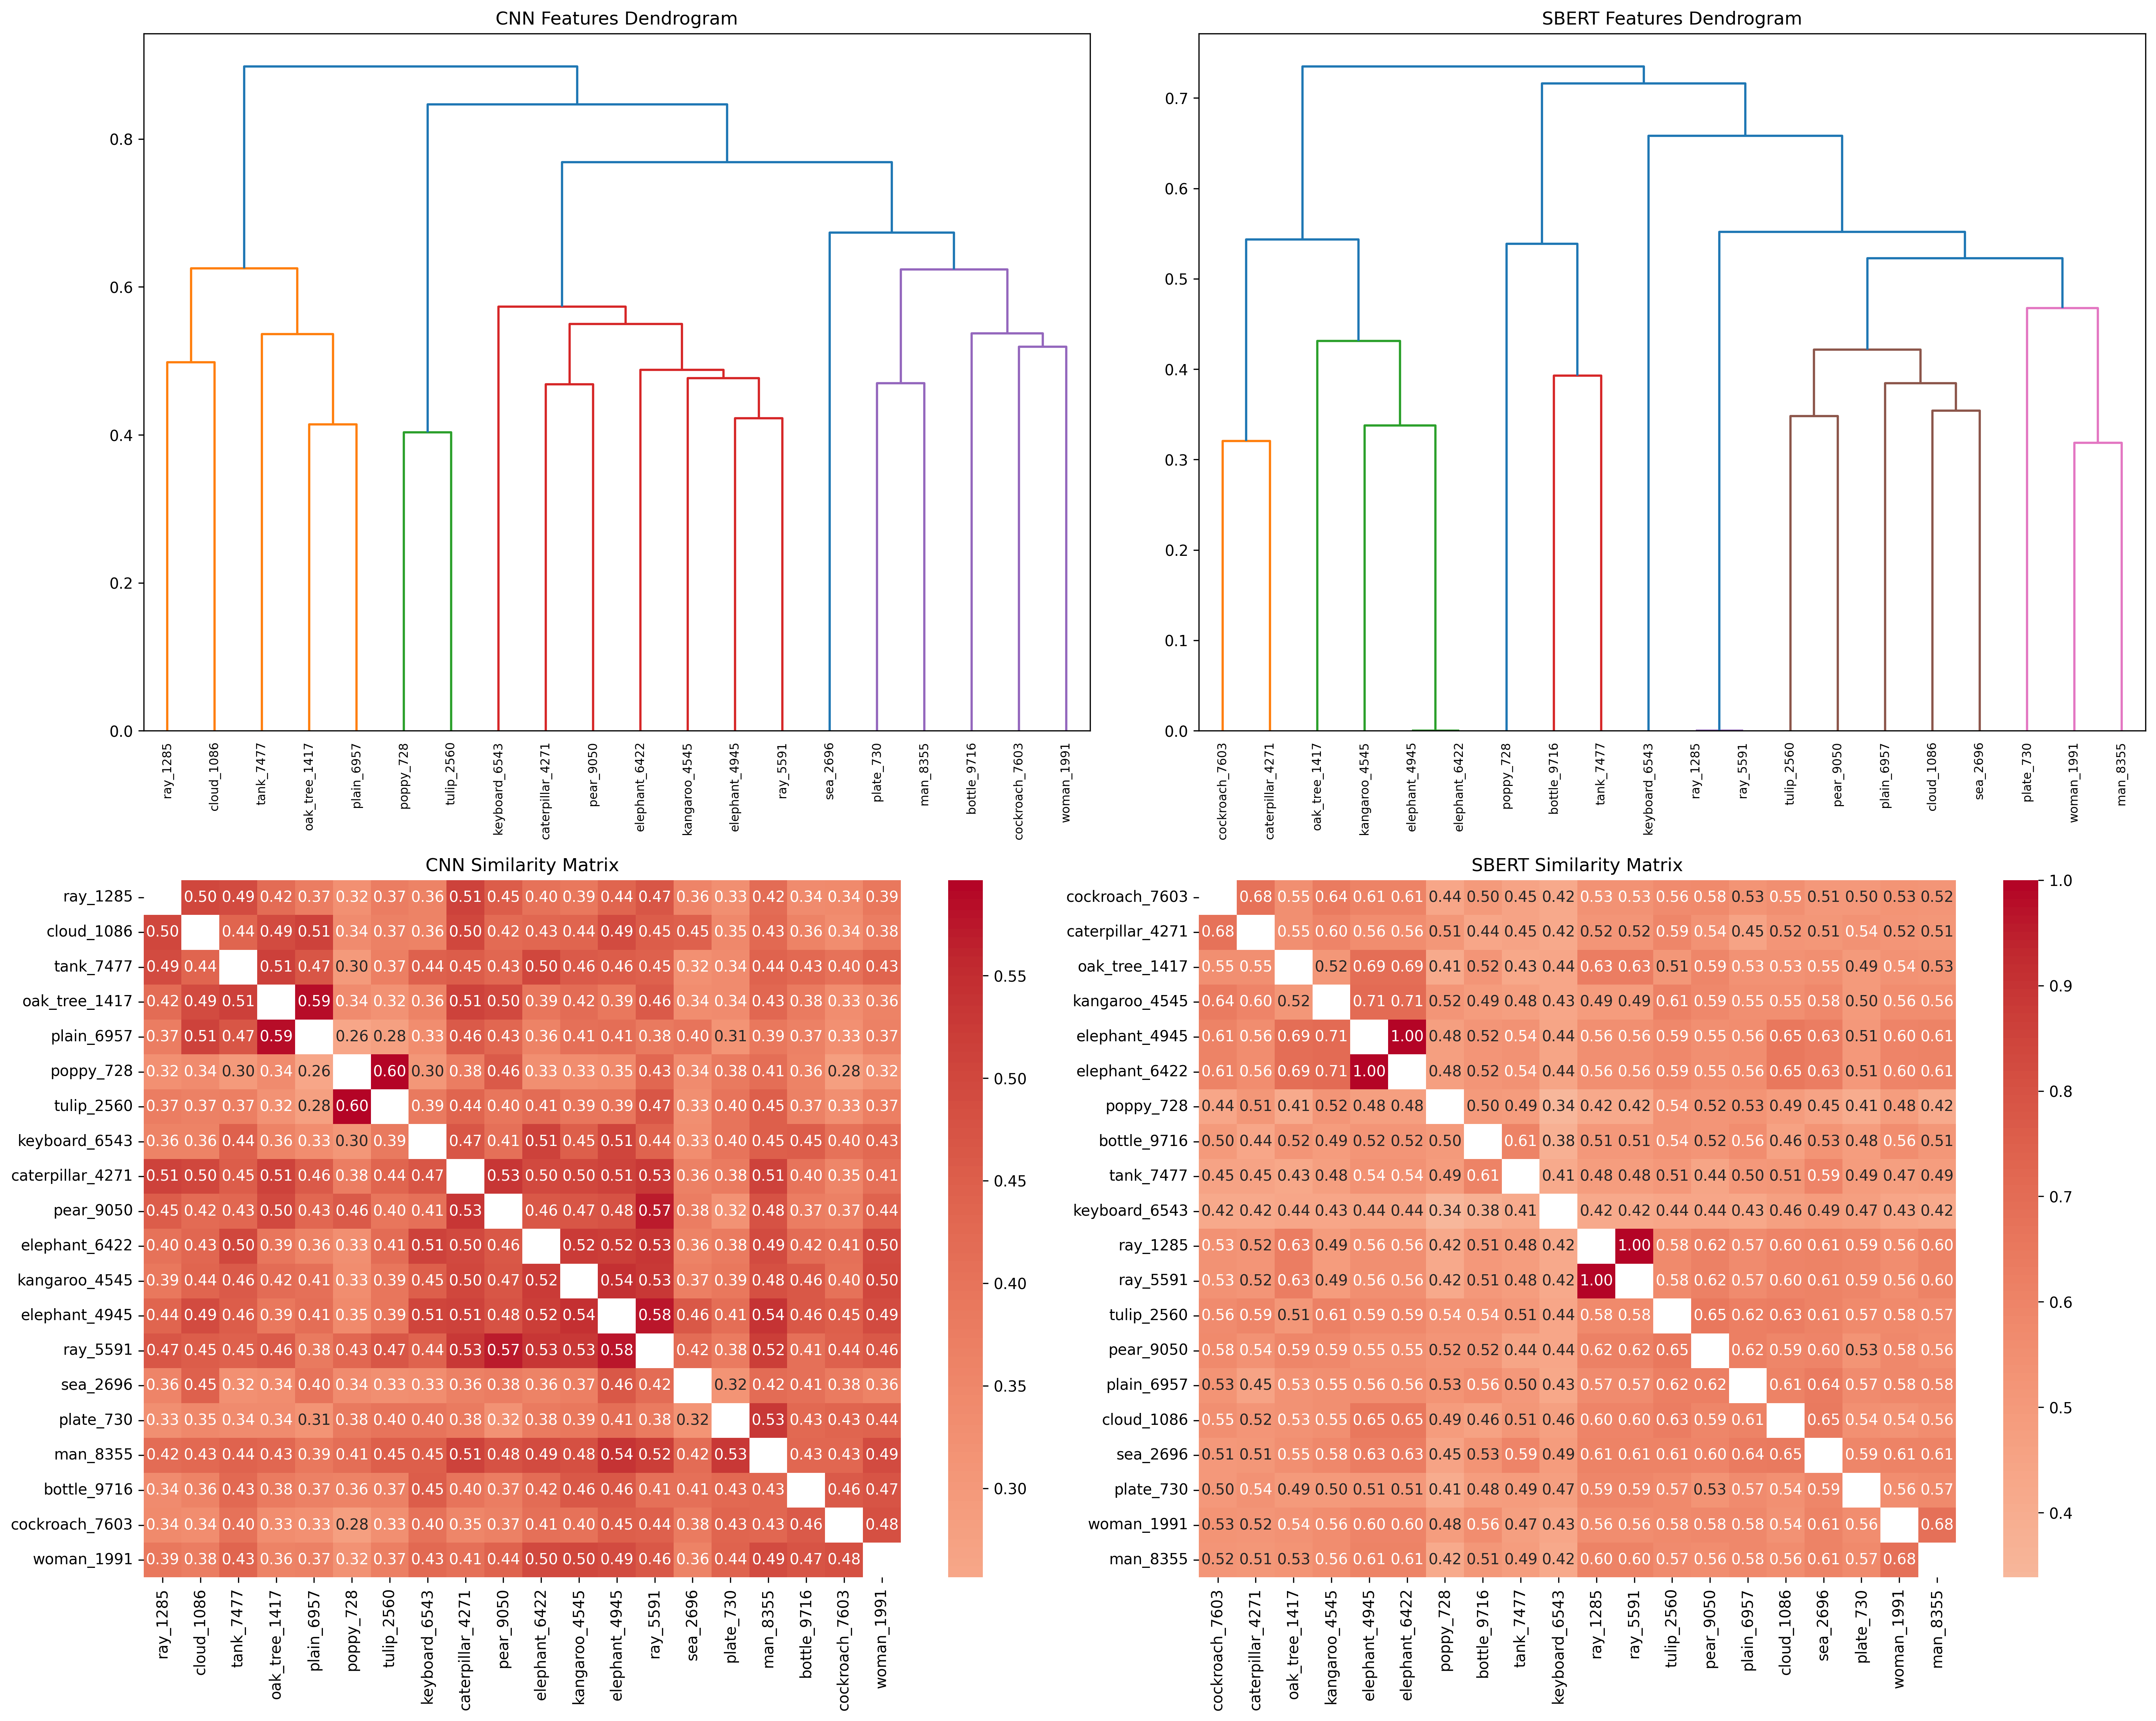 CNN Features Dendrogram
0.8
0.6
0.4
0.2
0.0
ray_1285 cloud_1086 tank_7477 oak_tree_1417 plain_6957 poppy_728 tulip_2560 keyboard_6543 caterpillar_4271 pear_9050 elephant_6422 kangaroo_4545 elephant_4945 ray_5591 sea_2696 plate_730 man_8355 bottle_9716 cockroach_7603 woman_1991
SBERT Features Dendrogram
0.7
0.6
0.5
0.4
0.3
0.2
0.1
0.0
cockroach_7603 caterpillar_4271 oak_tree_1417 kangaroo_4545 elephant_4945 elephant_6422 poppy_728 bottle_9716 tank_7477 keyboard_6543 ray_1285 ray_5591 tulip_2560 pear_9050 plain_6957 cloud_1086 sea_2696 plate_730 woman_1991 man_8355
CNN Similarity Matrix
ray_1285 0.50 0.49 0.42 0.37 0.32 0.37 0.36 0.51 0.45 0.40 0.39 0.44 0.47 0.36 0.33 0.42 0.34 0.34 0.39
cloud_1086 0.50 0.44 0.49 0.51 0.34 0.37 0.36 0.50 0.42 0.43 0.44 0.49 0.45 0.45 0.35 0.43 0.36 0.34 0.38
tank_7477 0.49 0.44 0.51 0.47 0.30 0.37 0.44 0.45 0.43 0.50 0.46 0.46 0.45 0.32 0.34 0.44 0.43 0.40 0.43
oak_tree_1417 0.42 0.49 0.51 0.59 0.34 0.32 0.36 0.51 0.50 0.39 0.42 0.39 0.46 0.34 0.34 0.43 0.38 0.33 0.36
plain_6957 0.37 0.51 0.47 0.59 0.26 0.28 0.33 0.46 0.43 0.36 0.41 0.41 0.38 0.40 0.31 0.39 0.37 0.33 0.37
poppy_728 0.32 0.34 0.30 0.34 0.26 0.60 0.30 0.38 0.46 0.33 0.33 0.35 0.43 0.34 0.38 0.41 0.36 0.28 0.32
tulip_2560 0.37 0.37 0.37 0.32 0.28 0.60 0.39 0.44 0.40 0.41 0.39 0.39 0.47 0.33 0.40 0.45 0.37 0.33 0.37
keyboard_6543 0.36 0.36 0.44 0.36 0.33 0.30 0.39 0.47 0.41 0.51 0.45 0.51 0.44 0.33 0.40 0.45 0.45 0.40 0.43
caterpillar_4271 0.51 0.50 0.45 0.51 0.46 0.38 0.44 0.47 0.53 0.50 0.50 0.51 0.53 0.36 0.38 0.51 0.40 0.35 0.41
pear_9050 0.45 0.42 0.43 0.50 0.43 0.46 0.40 0.41 0.53 0.46 0.47 0.48 0.57 0.38 0.32 0.48 0.37 0.37 0.44
elephant_6422 0.40 0.43 0.50 0.39 0.36 0.33 0.41 0.51 0.50 0.46 0.52 0.52 0.53 0.36 0.38 0.49 0.42 0.41 0.50
kangaroo_4545 0.39 0.44 0.46 0.42 0.41 0.33 0.39 0.45 0.50 0.47 0.52 0.54 0.53 0.37 0.39 0.48 0.46 0.40 0.50
elephant_4945 0.44 0.49 0.46 0.39 0.41 0.35 0.39 0.51 0.51 0.48 0.52 0.54 0.58 0.46 0.41 0.54 0.46 0.45 0.49
ray_5591 0.47 0.45 0.45 0.46 0.38 0.43 0.47 0.44 0.53 0.57 0.53 0.53 0.58 0.42 0.38 0.52 0.41 0.44 0.46
sea_2696 0.36 0.45 0.32 0.34 0.40 0.34 0.33 0.33 0.36 0.38 0.36 0.37 0.46 0.42 0.32 0.42 0.41 0.38 0.36
plate_730 0.33 0.35 0.34 0.34 0.31 0.38 0.40 0.40 0.38 0.32 0.38 0.39 0.41 0.38 0.32 0.53 0.43 0.43 0.44
man_8355 0.42 0.43 0.44 0.43 0.39 0.41 0.45 0.45 0.51 0.48 0.49 0.48 0.54 0.52 0.42 0.53 0.43 0.43 0.49
bottle_9716 0.34 0.36 0.43 0.38 0.37 0.36 0.37 0.45 0.40 0.37 0.42 0.46 0.46 0.41 0.41 0.43 0.43 0.46 0.47
cockroach_7603 0.34 0.34 0.40 0.33 0.33 0.28 0.33 0.40 0.35 0.37 0.41 0.40 0.45 0.44 0.38 0.43 0.43 0.46 0.48
woman_1991 0.39 0.38 0.43 0.36 0.37 0.32 0.37 0.43 0.41 0.44 0.50 0.50 0.49 0.46 0.36 0.44 0.49 0.47 0.48
ray_1285 cloud_1086 tank_7477 oak_tree_1417 plain_6957 poppy_728 tulip_2560 keyboard_6543 caterpillar_4271 pear_9050 elephant_6422 kangaroo_4545 elephant_4945 ray_5591 sea_2696 plate_730 man_8355 bottle_9716 cockroach_7603 woman_1991
0.55
0.50
0.45
0.40
0.35
0.30
SBERT Similarity Matrix
cockroach_7603 0.68 0.55 0.64 0.61 0.61 0.44 0.50 0.45 0.42 0.53 0.53 0.56 0.58 0.53 0.55 0.51 0.50 0.53 0.52
caterpillar_4271 0.68 0.55 0.60 0.56 0.56 0.51 0.44 0.45 0.42 0.52 0.52 0.59 0.54 0.45 0.52 0.51 0.54 0.52 0.51
oak_tree_1417 0.55 0.55 0.52 0.69 0.69 0.41 0.52 0.43 0.44 0.63 0.63 0.51 0.59 0.53 0.53 0.55 0.49 0.54 0.53
kangaroo_4545 0.64 0.60 0.52 0.71 0.71 0.52 0.49 0.48 0.43 0.49 0.49 0.61 0.59 0.55 0.55 0.58 0.50 0.56 0.56
elephant_4945 0.61 0.56 0.69 0.71 1.00 0.48 0.52 0.54 0.44 0.56 0.56 0.59 0.55 0.56 0.65 0.63 0.51 0.60 0.61
elephant_6422 0.61 0.56 0.69 0.71 1.00 0.48 0.52 0.54 0.44 0.56 0.56 0.59 0.55 0.56 0.65 0.63 0.51 0.60 0.61
poppy_728 0.44 0.51 0.41 0.52 0.48 0.48 0.50 0.49 0.34 0.42 0.42 0.54 0.52 0.53 0.49 0.45 0.41 0.48 0.42
bottle_9716 0.50 0.44 0.52 0.49 0.52 0.52 0.50 0.61 0.38 0.51 0.51 0.54 0.52 0.56 0.46 0.53 0.48 0.56 0.51
tank_7477 0.45 0.45 0.43 0.48 0.54 0.54 0.49 0.61 0.41 0.48 0.48 0.51 0.44 0.50 0.51 0.59 0.49 0.47 0.49
keyboard_6543 0.42 0.42 0.44 0.43 0.44 0.44 0.34 0.38 0.41 0.42 0.42 0.44 0.44 0.43 0.46 0.49 0.47 0.43 0.42
ray_1285 0.53 0.52 0.63 0.49 0.56 0.56 0.42 0.51 0.48 0.42 1.00 0.58 0.62 0.57 0.60 0.61 0.59 0.56 0.60
ray_5591 0.53 0.52 0.63 0.49 0.56 0.56 0.42 0.51 0.48 0.42 1.00 0.58 0.62 0.57 0.60 0.61 0.59 0.56 0.60
tulip_2560 0.56 0.59 0.51 0.61 0.59 0.59 0.54 0.54 0.51 0.44 0.58 0.58 0.65 0.62 0.63 0.61 0.57 0.58 0.57
pear_9050 0.58 0.54 0.59 0.59 0.55 0.55 0.52 0.52 0.44 0.44 0.62 0.62 0.65 0.62 0.59 0.60 0.53 0.58 0.56
plain_6957 0.53 0.45 0.53 0.55 0.56 0.56 0.53 0.56 0.50 0.43 0.57 0.57 0.62 0.62 0.61 0.64 0.57 0.58 0.58
cloud_1086 0.55 0.52 0.53 0.55 0.65 0.65 0.49 0.46 0.51 0.46 0.60 0.60 0.63 0.59 0.61 0.65 0.54 0.54 0.56
sea_2696 0.51 0.51 0.55 0.58 0.63 0.63 0.45 0.53 0.59 0.49 0.61 0.61 0.61 0.60 0.64 0.65 0.59 0.61 0.61
plate_730 0.50 0.54 0.49 0.50 0.51 0.51 0.41 0.48 0.49 0.47 0.59 0.59 0.57 0.53 0.57 0.54 0.59 0.56 0.57
woman_1991 0.53 0.52 0.54 0.56 0.60 0.60 0.48 0.56 0.47 0.43 0.56 0.56 0.58 0.58 0.58 0.54 0.61 0.56 0.68
man_8355 0.52 0.51 0.53 0.56 0.61 0.61 0.42 0.51 0.49 0.42 0.60 0.60 0.57 0.56 0.58 0.56 0.61 0.57 0.68
cockroach_7603 caterpillar_4271 oak_tree_1417 kangaroo_4545 elephant_4945 elephant_6422 poppy_728 bottle_9716 tank_7477 keyboard_6543 ray_1285 ray_5591 tulip_2560 pear_9050 plain_6957 cloud_1086 sea_2696 plate_730 woman_1991 man_8355
1.0
0.9
0.8
0.7
0.6
0.5
0.4